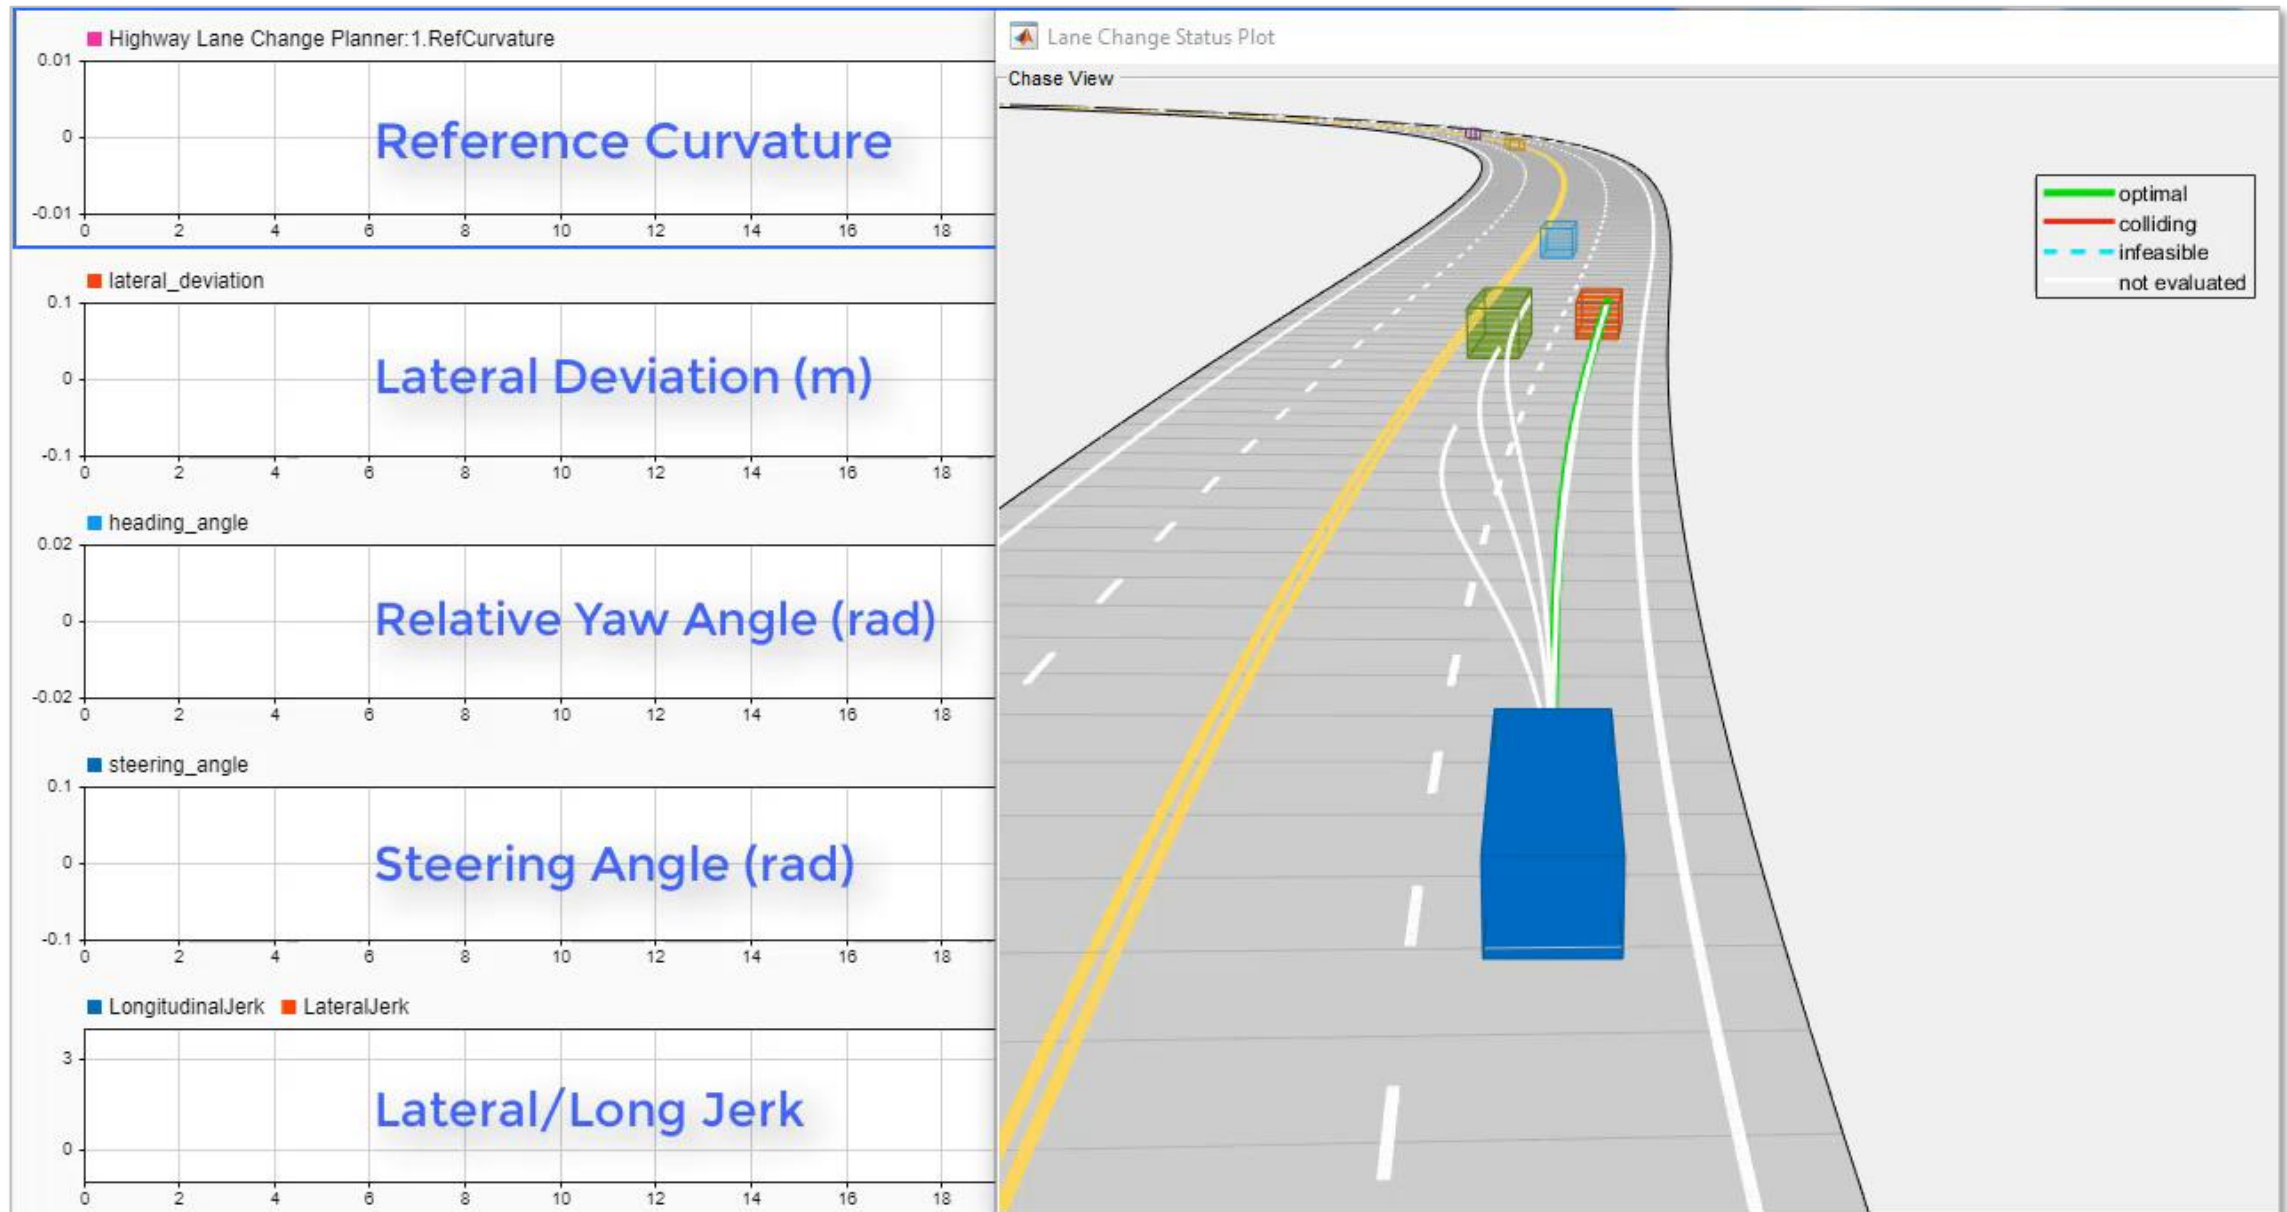 Highway Lane Change Planner:1.RefCurvature
0.01
0
-0.01
Reference Curvature
0 2 4 6 8 10 12 14 16 18
lateral_deviation
0.1
0
-0.1
Lateral Deviation (m)
0 2 4 6 8 10 12 14 16 18
heading_angle
0.02
0
-0.02
Relative Yaw Angle (rad)
0 2 4 6 8 10 12 14 16 18
steering_angle
0.1
0
-0.1
Steering Angle (rad)
0 2 4 6 8 10 12 14 16 18
LongitudinalJerk LateralJerk
3
0
Lateral/Long Jerk
0 2 4 6 8 10 12 14 16 18
Lane Change Status Plot
Chase View
optimal
colliding
infeasible
not evaluated